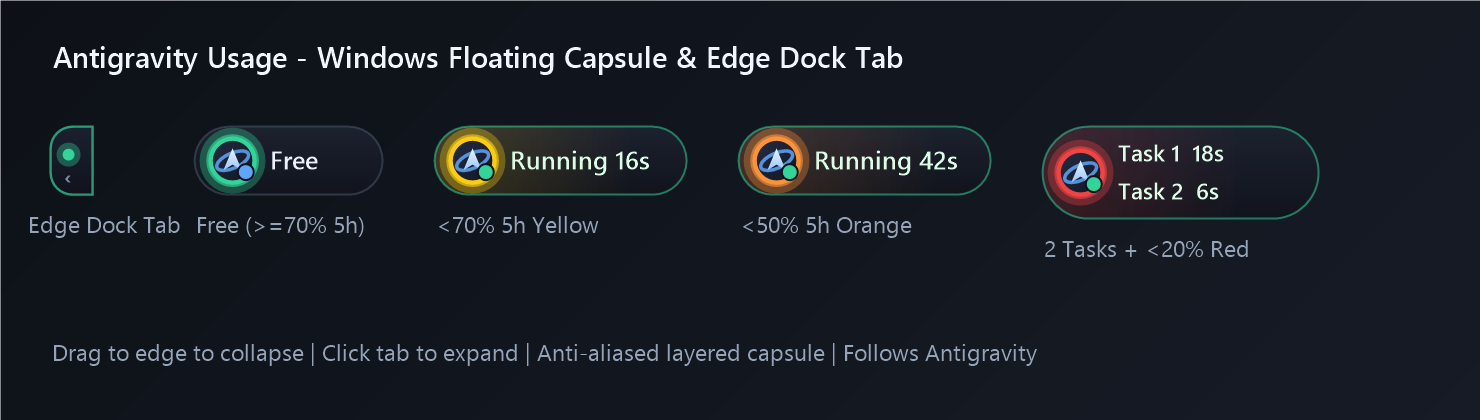 Antigravity Usage - Windows Floating Capsule & Edge Dock Tab
‹
Free
Running 16s
Running 42s
Task 1 18s
Task 2 6s
Edge Dock Tab
Free (>=70% 5h)
<70% 5h Yellow
<50% 5h Orange
2 Tasks + <20% Red
Drag to edge to collapse | Click tab to expand | Anti-aliased layered capsule | Follows Antigravity